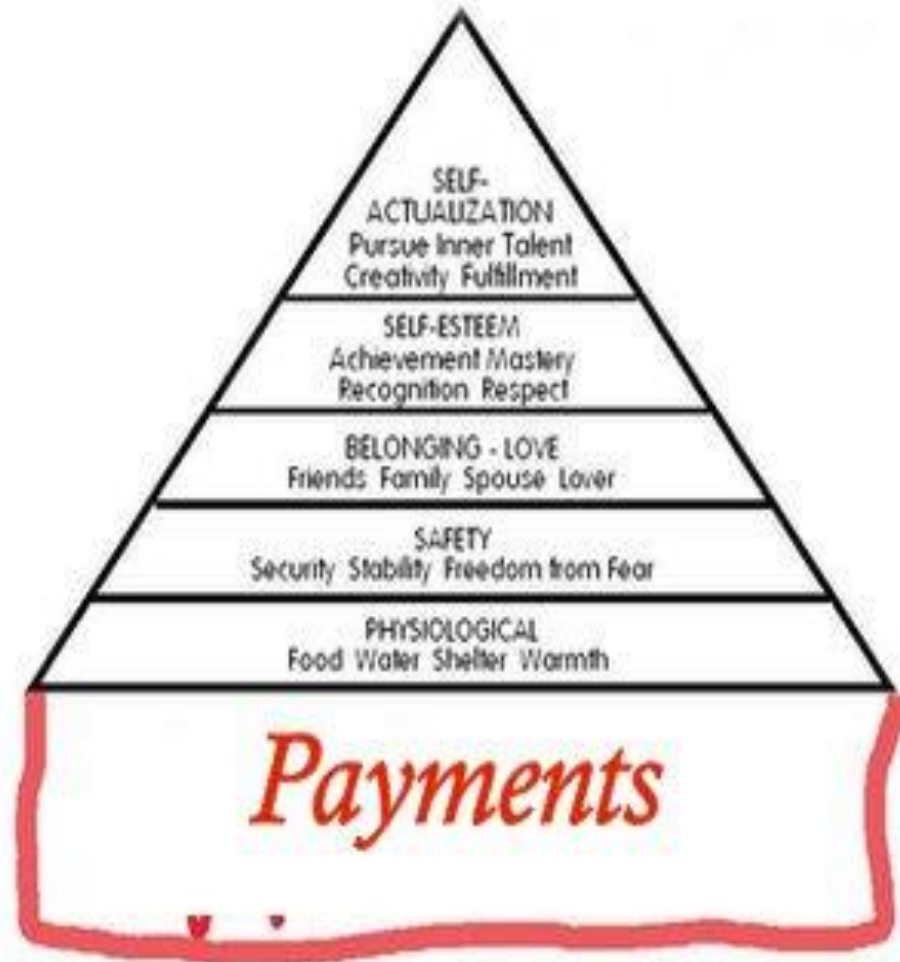 SELF-
ACTUALIZATION
Pursue Inner Talent
Creativity Fulfillment
SELF-ESTEEM
Achievement Mastery
Recognition Respect
BELONGING - LOVE
Friends Family Spouse Lover
SAFETY
Security Stability Freedom from Fear
PHYSIOLOGICAL
Food Water Shelter Warmth
Payments